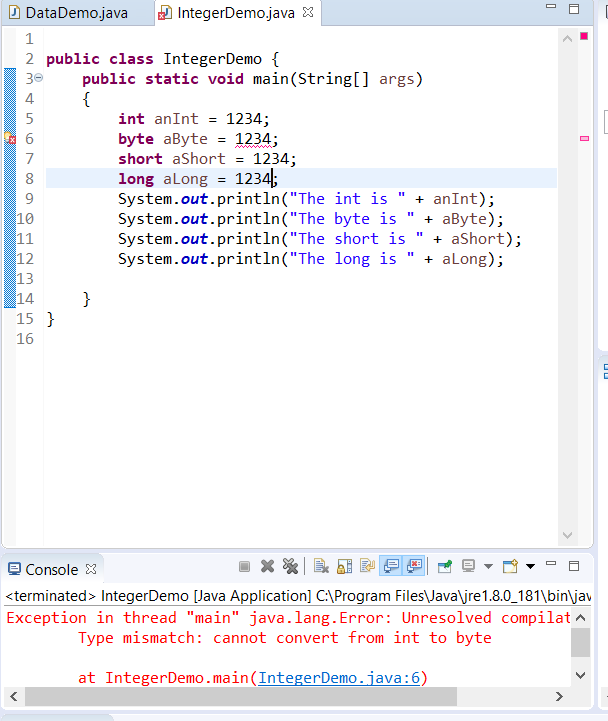 DataDemo.java IntegerDemo.java
1
2 public class IntegerDemo {
3 public static void main(String[] args)
4 {
5 int anInt = 1234;
6 byte aByte = 1234;
7 short aShort = 1234;
8 long aLong = 1234;
9 System.out.println("The int is " + anInt);
10 System.out.println("The byte is " + aByte);
11 System.out.println("The short is " + aShort);
12 System.out.println("The long is " + aLong);
13
14 }
15 }
16
Console
<terminated> IntegerDemo [Java Application] C:\Program Files\Java\jre1.8.0_181\bin\jav
Exception in thread "main" java.lang.Error: Unresolved compilat
Type mismatch: cannot convert from int to byte
at IntegerDemo.main(IntegerDemo.java:6)